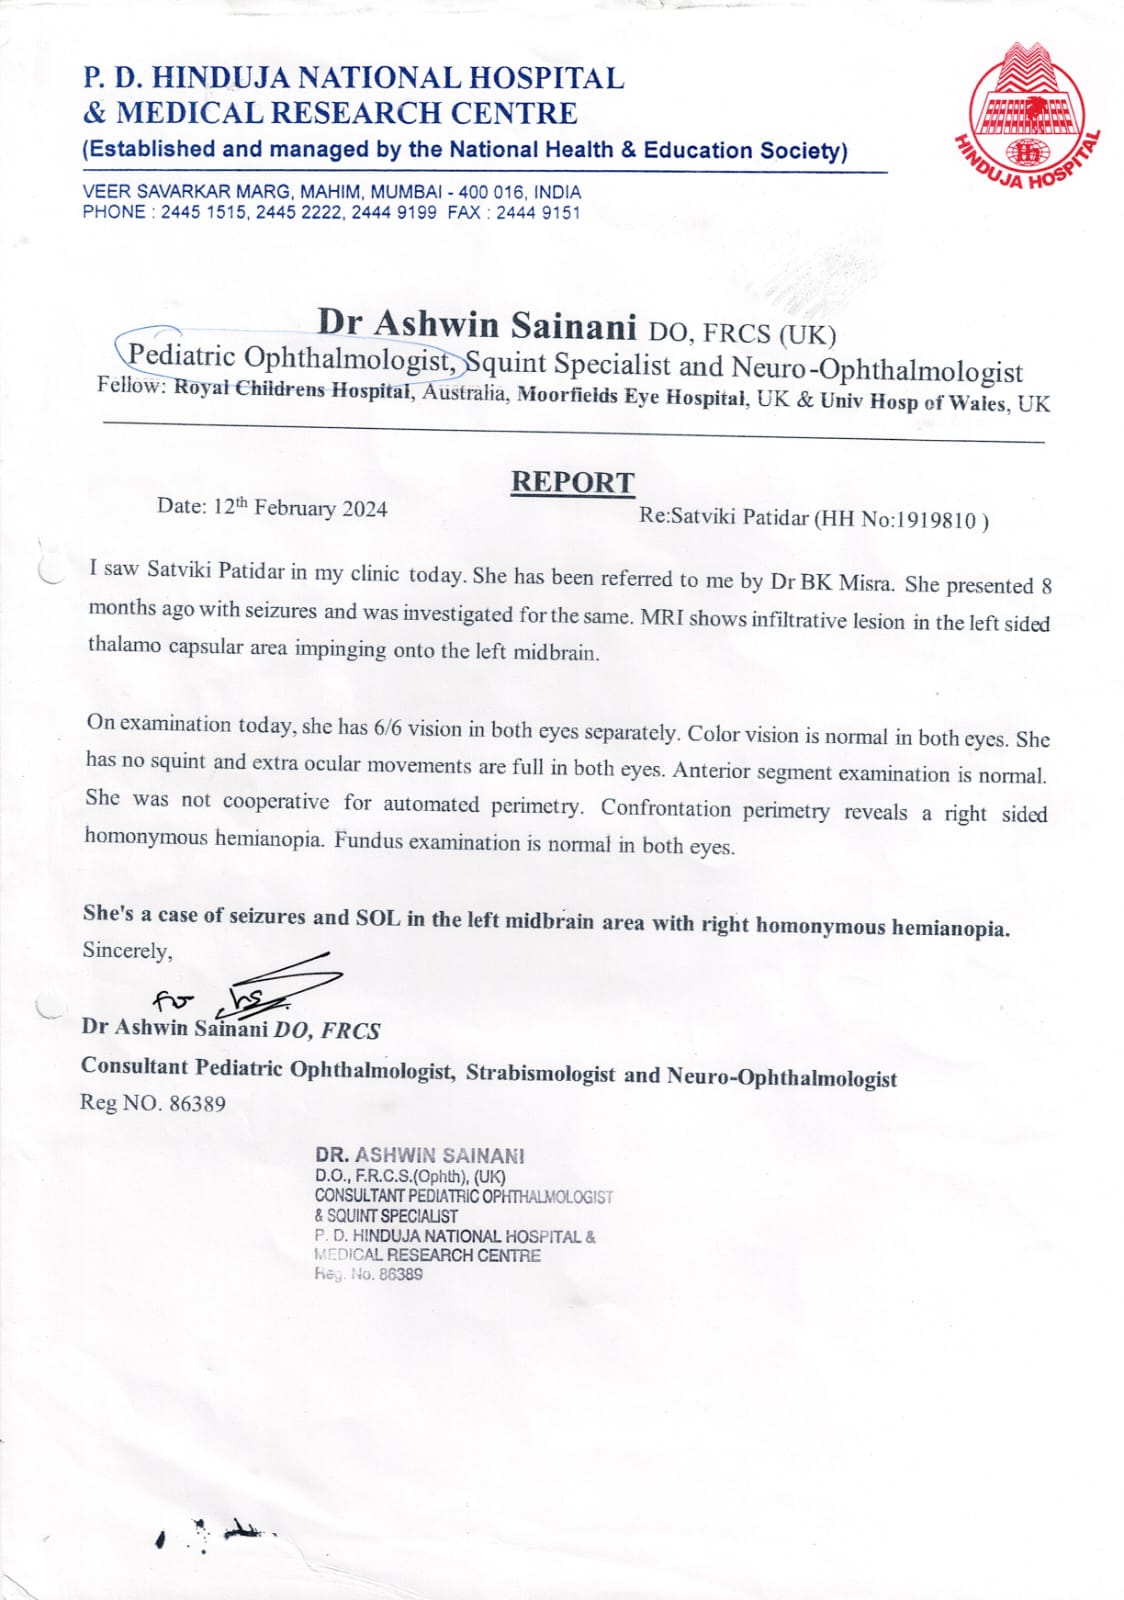 P. D. HINDUJA NATIONAL HOSPITAL
& MEDICAL RESEARCH CENTRE
(Established and managed by the National Health & Education Society)
VEER SAVARKAR MARG, MAHIM, MUMBAI - 400 016, INDIA
PHONE : 2445 1515, 2445 2222, 2444 9199 FAX : 2444 9151
HINDUJA HOSPITAL
Dr Ashwin Sainani DO, FRCS (UK)
Pediatric Ophthalmologist, Squint Specialist and Neuro-Ophthalmologist
Fellow: Royal Childrens Hospital, Australia, Moorfields Eye Hospital, UK & Univ Hosp of Wales, UK
REPORT
Date: 12th February 2024
Re:Satviki Patidar (HH No:1919810 )
I saw Satviki Patidar in my clinic today. She has been referred to me by Dr BK Misra. She presented 8
months ago with seizures and was investigated for the same. MRI shows infiltrative lesion in the left sided
thalamo capsular area impinging onto the left midbrain.
On examination today, she has 6/6 vision in both eyes separately. Color vision is normal in both eyes. She
has no squint and extra ocular movements are full in both eyes. Anterior segment examination is normal.
She was not cooperative for automated perimetry. Confrontation perimetry reveals a right sided
homonymous hemianopia. Fundus examination is normal in both eyes.
She's a case of seizures and SOL in the left midbrain area with right homonymous hemianopia.
Sincerely,
for
Dr Ashwin Sainani DO, FRCS
Consultant Pediatric Ophthalmologist, Strabismologist and Neuro-Ophthalmologist
Reg NO. 86389
DR. ASHWIN SAINANI
D.O., F.R.C.S.(Ophth), (UK)
CONSULTANT PEDIATRIC OPHTHALMOLOGIST
& SQUINT SPECIALIST
P. D. HINDUJA NATIONAL HOSPITAL &
MEDICAL RESEARCH CENTRE
Reg. No. 86389